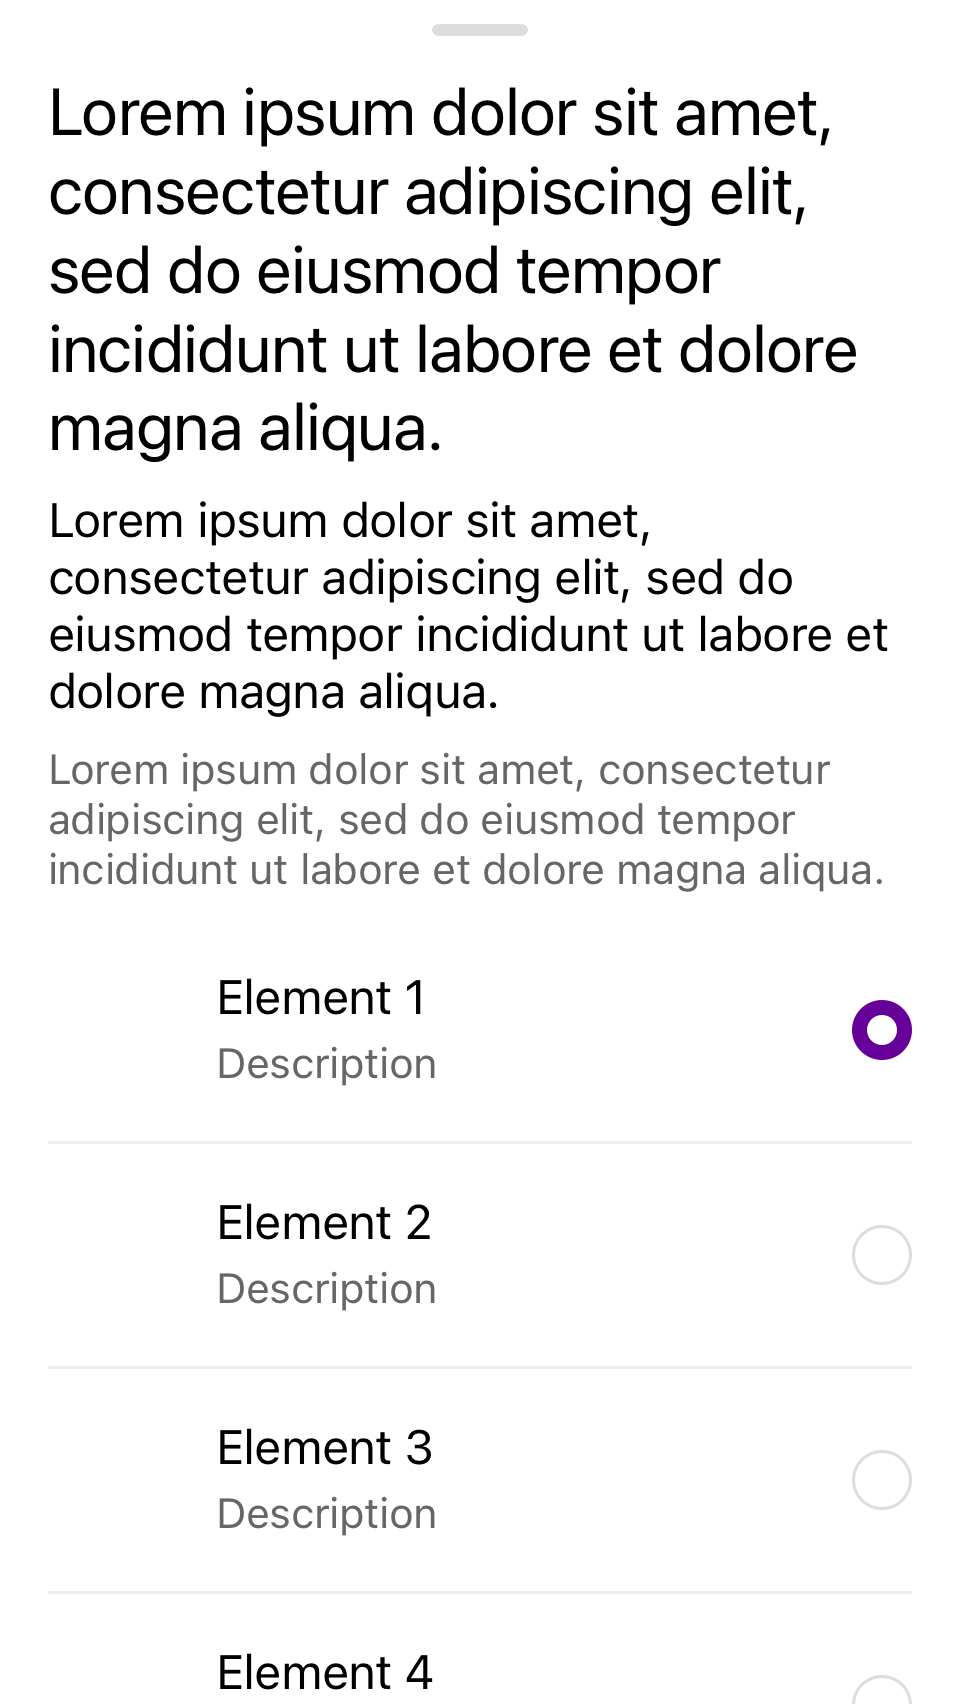 Lorem ipsum dolor sit amet,
consectetur adipiscing elit,
sed do eiusmod tempor
incididunt ut labore et dolore
magna aliqua.
Lorem ipsum dolor sit amet,
consectetur adipiscing elit, sed do
eiusmod tempor incididunt ut labore et
dolore magna aliqua.
Lorem ipsum dolor sit amet, consectetur
adipiscing elit, sed do eiusmod tempor
incididunt ut labore et dolore magna aliqua.
Element 1
Description
Element 2
Description
Element 3
Description
Element 4